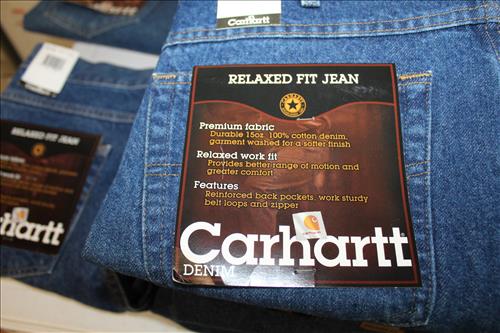 Carhartt
RELAXED FIT JEAN
Premium fabric
Durable 15oz. 100% cotton denim,
garment washed for a softer finish
Relaxed work fit
Provides better range of motion and
greater comfort
Features
Reinforced back pockets, work sturdy
belt loops and zipper
Carhartt
DENIM
RELAXED FIT JEAN
Carhartt